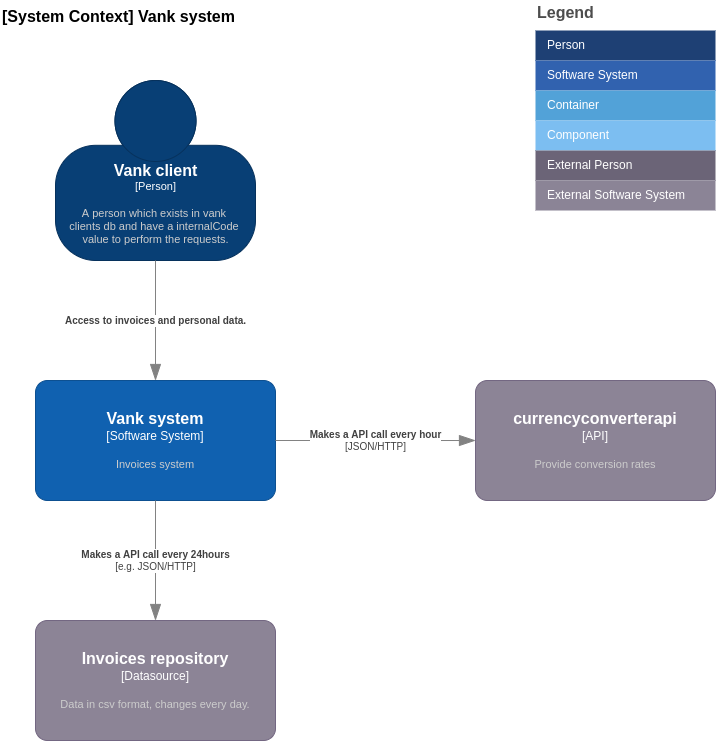 [System Context] Vank system
Legend
Person
Software System
Container
Component
External Person
External Software System
Vank client
[Person]
A person which exists in vank
clients db and have a internalCode
value to perform the requests.
Access to invoices and personal data.
Vank system
[Software System]
Invoices system
Makes a API call every hour
[JSON/HTTP]
currencyconverterapi
[API]
Provide conversion rates
Makes a API call every 24hours
[e.g. JSON/HTTP]
Invoices repository
[Datasource]
Data in csv format, changes every day.